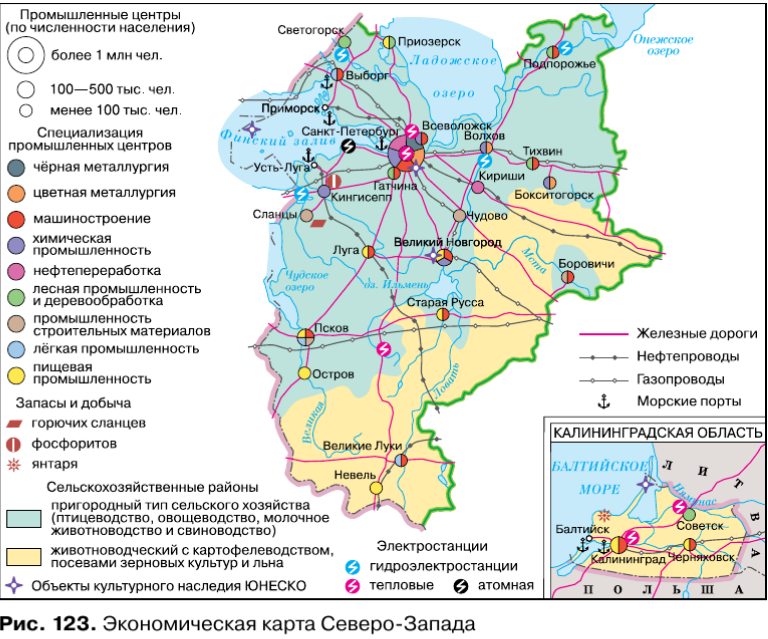 Промышленные центры
(по численности населения)
более 1 млн чел.
100—500 тыс. чел.
менее 100 тыс. чел.
Специализация
промышленных центров
чёрная металлургия
цветная металлургия
машиностроение
химическая
промышленность
нефтепереработка
лесная промышленность
и деревообработка
промышленность
строительных материалов
лёгкая промышленность
пищевая
промышленность
Запасы и добыча
горючих сланцев
фосфоритов
янтаря
Сельскохозяйственные районы
пригородный тип сельского хозяйства
(птицеводство, овощеводство, молочное
животноводство и свиноводство)
животноводческий с картофелеводством,
посевами зерновых культур и льна
Объекты культурного наследия ЮНЕСКО
Электростанции
гидроэлектростанции
тепловые
атомная
Железные дороги
Нефтепроводы
Газопроводы
Морские порты
Светогорск
Приозерск
Онежское
озеро
Ладожское
озеро
Подпорожье
Выборг
Приморск
Санкт-Петербург
Всеволожск
Волхов
Тихвин
Финский залив
Усть-Луга
Гатчина
Кириши
Бокситогорск
Кингисепп
Сланцы
Чудово
Луга
Великий Новгород
Мста
Боровичи
Чудское
озеро
оз. Ильмень
Старая Русса
Псков
Остров
Великая
Ловать
Великие Луки
Невель
КАЛИНИНГРАДСКАЯ ОБЛАСТЬ
БАЛТИЙСКОЕ
МОРЕ
ЛИТВА
Неманас
Советск
Балтийск
Калининград
Черняховск
ПОЛЬША
Рис. 123. Экономическая карта Северо-Запада